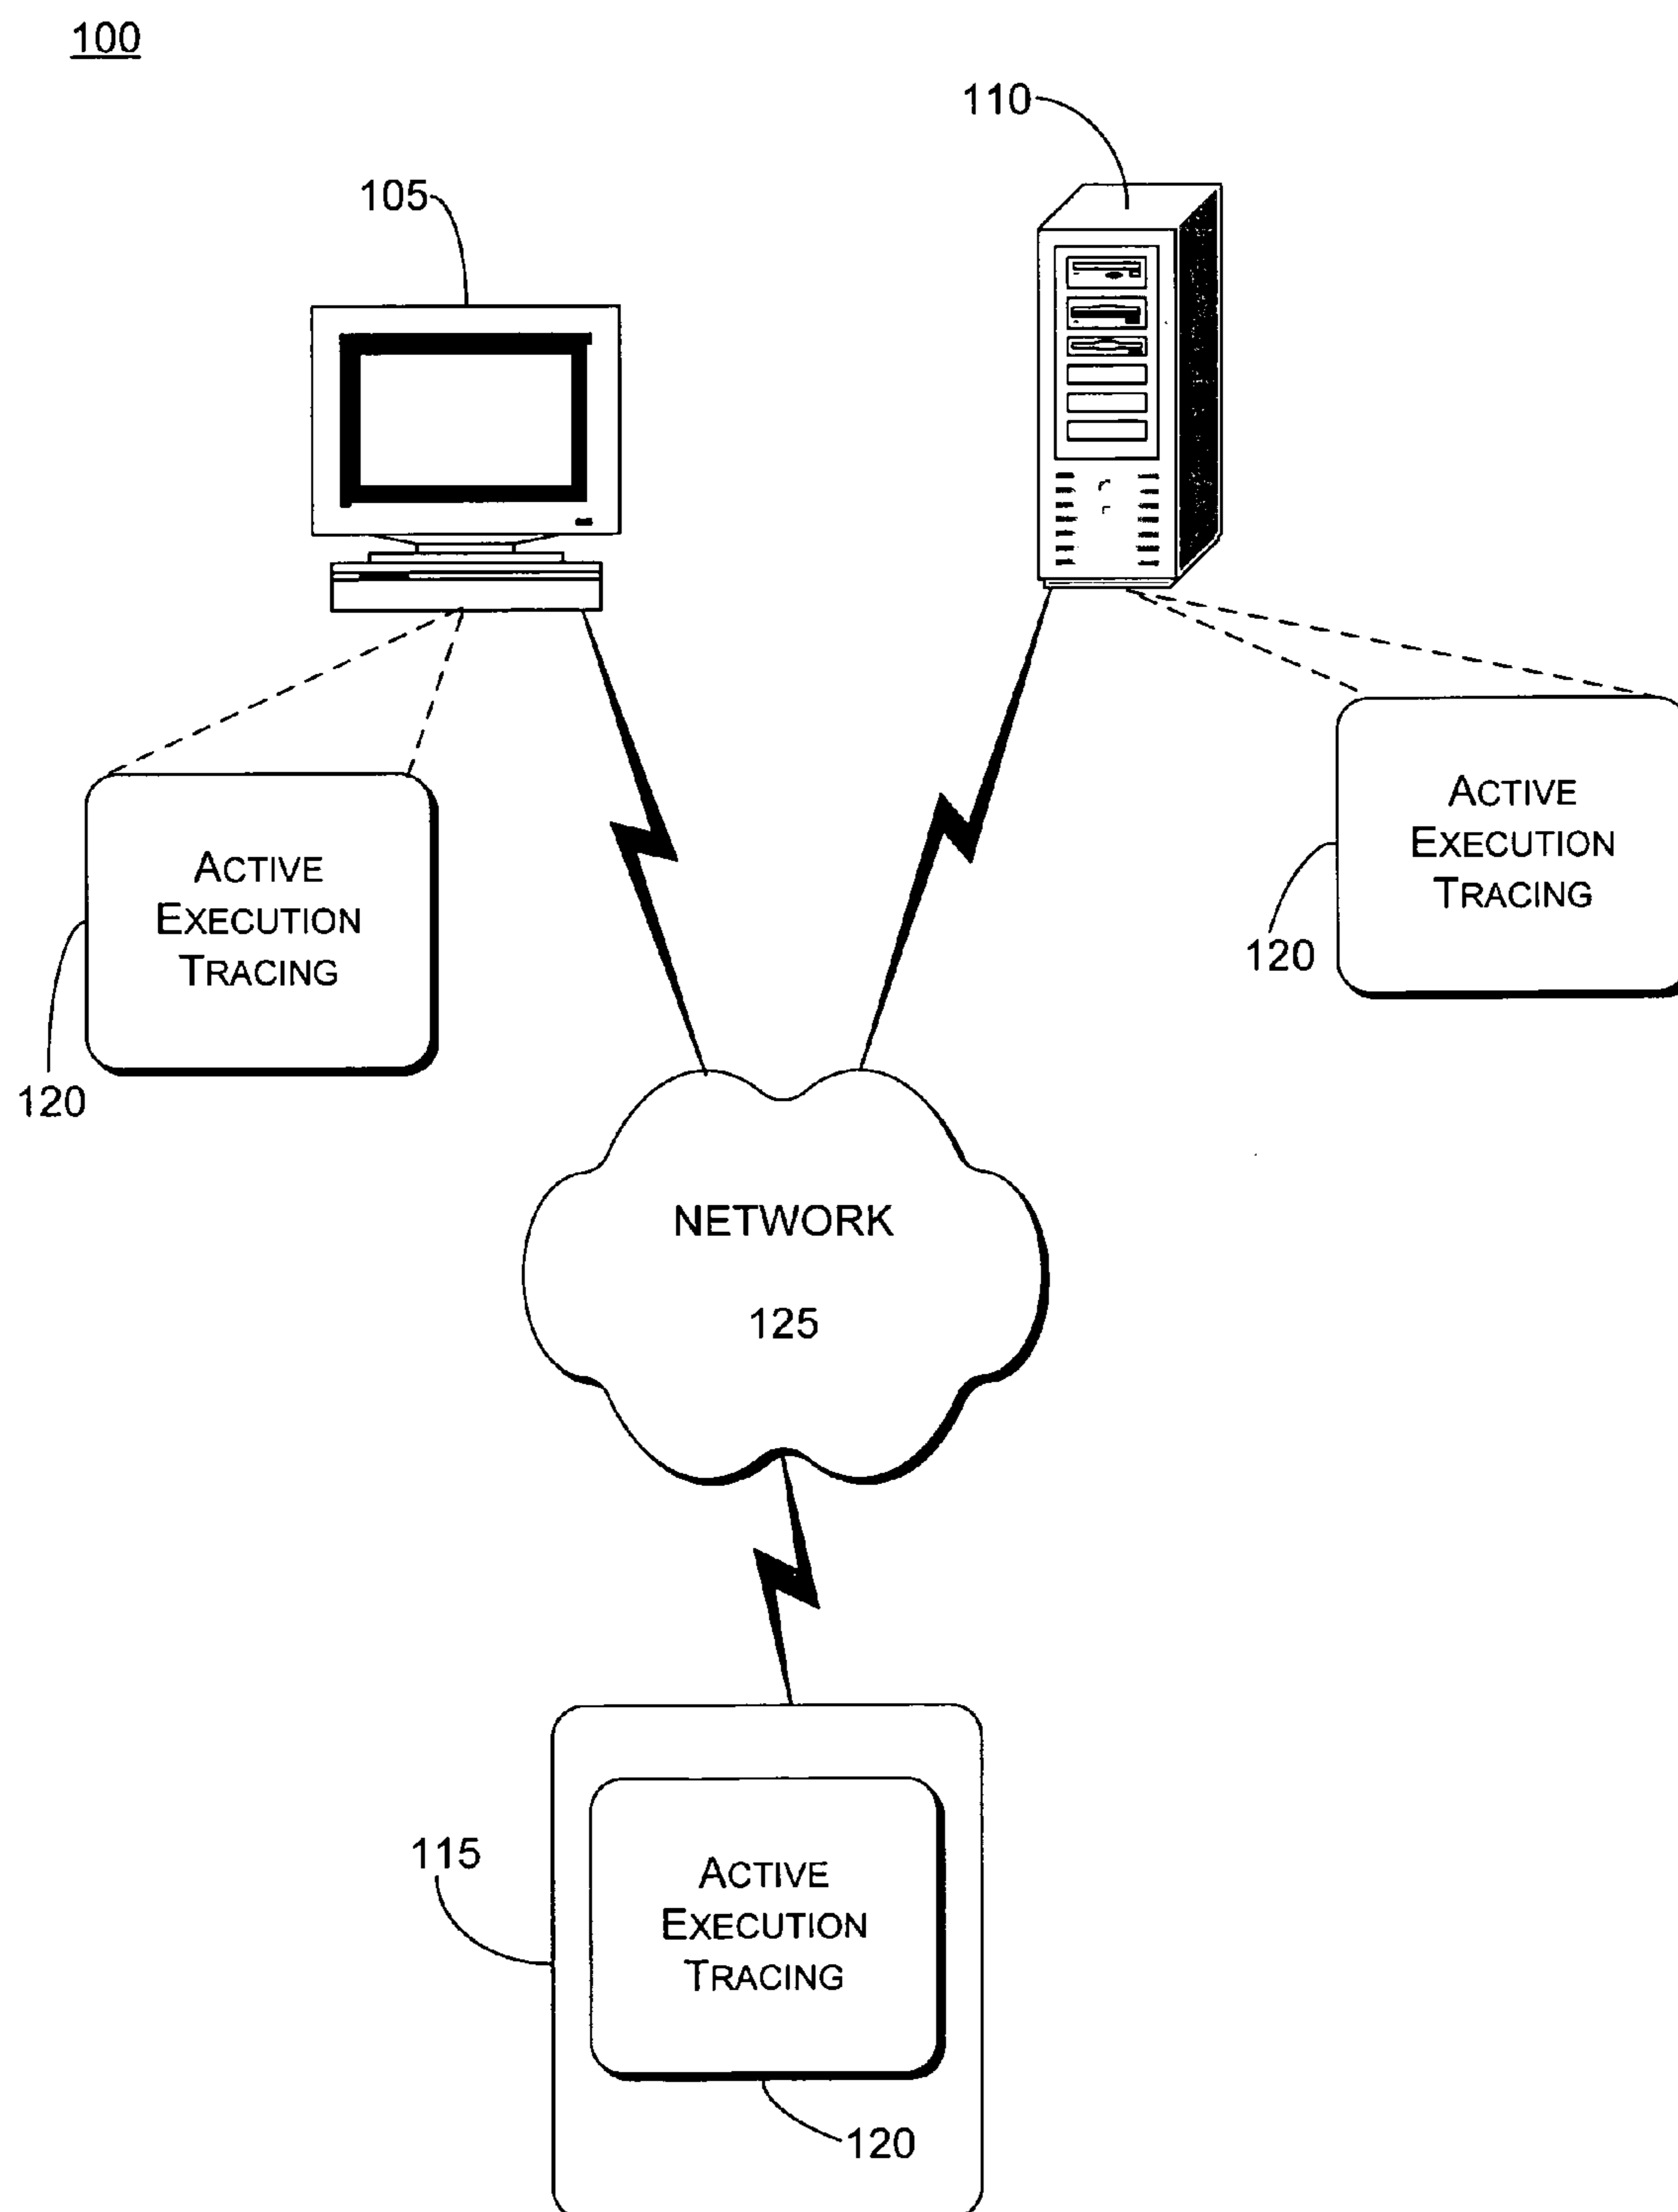 100
110
105
ACTIVE
EXECUTION
TRACING
120
ACTIVE
EXECUTION
TRACING
120
NETWORK
125
115
ACTIVE
EXECUTION
TRACING
120